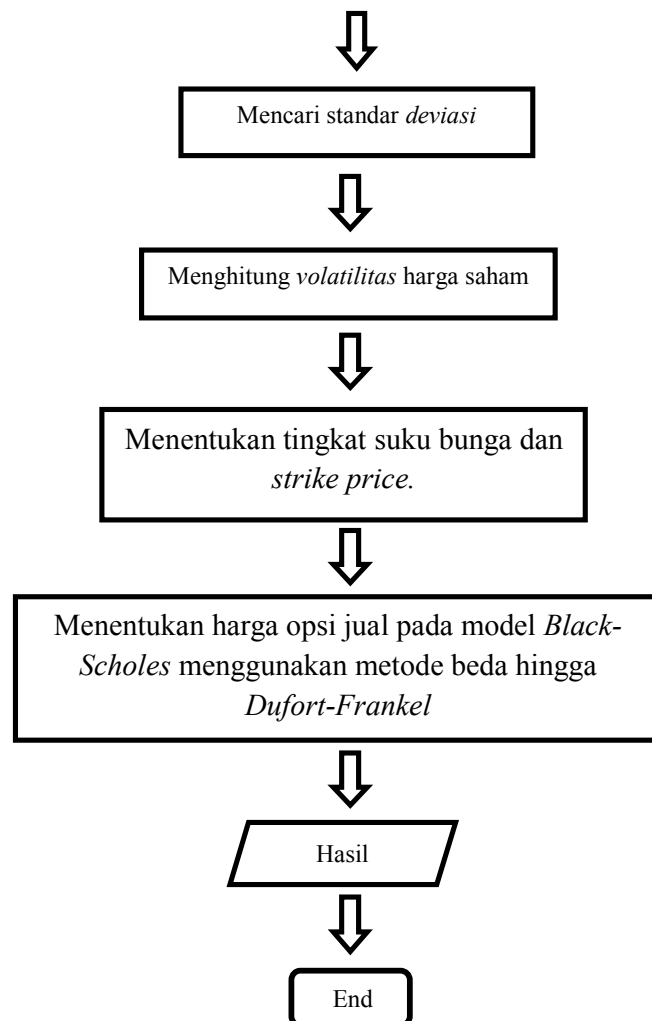 Mencari standar deviasi
Menghitung volatilitas harga saham
Menentukan tingkat suku bunga dan
strike price.
Menentukan harga opsi jual pada model Black-
Scholes menggunakan metode beda hingga
Dufort-Frankel
Hasil
End